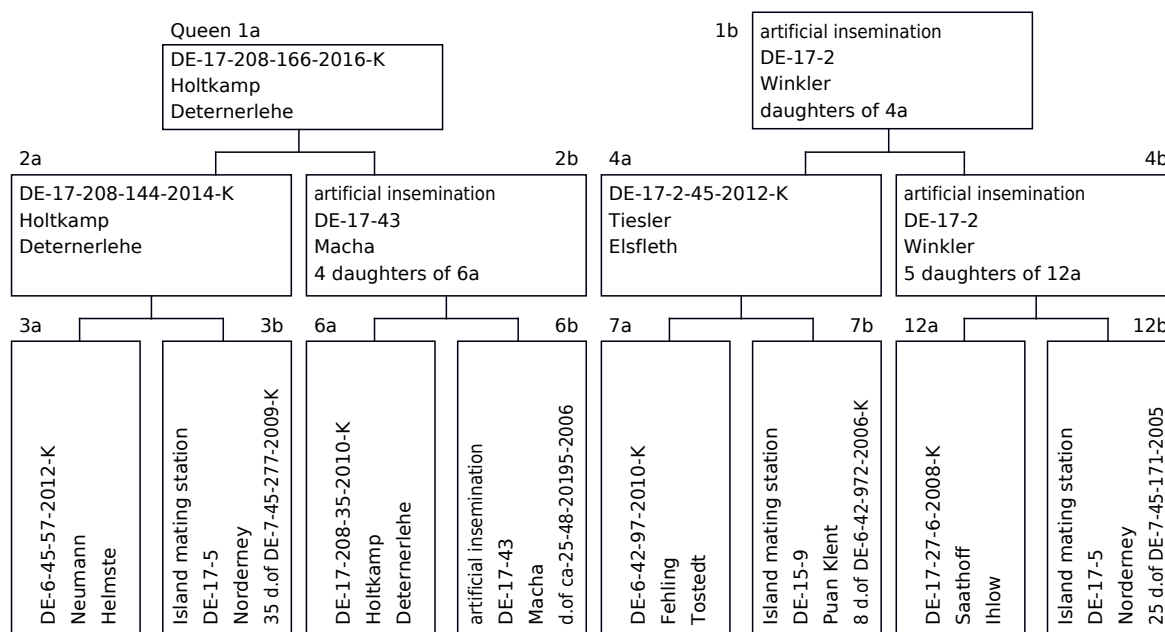 Queen 1a
DE-17-208-166-2016-K
Holtkamp
Deternerlehe
1b
artificial insemination
DE-17-2
Winkler
daughters of 4a
2a
DE-17-208-144-2014-K
Holtkamp
Deternerlehe
2b
artificial insemination
DE-17-43
Macha
4 daughters of 6a
4a
DE-17-2-45-2012-K
Tiesler
Elsfleth
4b
artificial insemination
DE-17-2
Winkler
5 daughters of 12a
3a
DE-6-45-57-2012-K
Neumann
Helmste
3b
Island mating station
DE-17-5
Norderney
35 d.of DE-7-45-277-2009-K
6a
DE-17-208-35-2010-K
Holtkamp
Deternerlehe
6b
artificial insemination
DE-17-43
Macha
d.of ca-25-48-20195-2006
7a
DE-6-42-97-2010-K
Fehling
Tostedt
7b
Island mating station
DE-15-9
Puan Klent
8 d.of DE-6-42-972-2006-K
12a
DE-17-27-6-2008-K
Saathoff
Ihlow
12b
Island mating station
DE-17-5
Norderney
25 d.of DE-7-45-171-2005